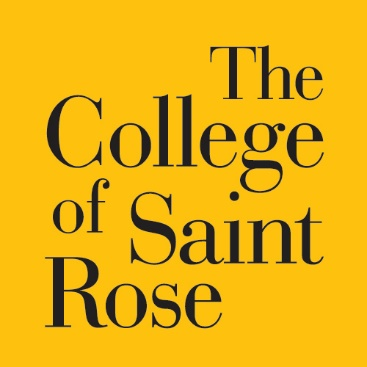 The
College
of Saint
Rose